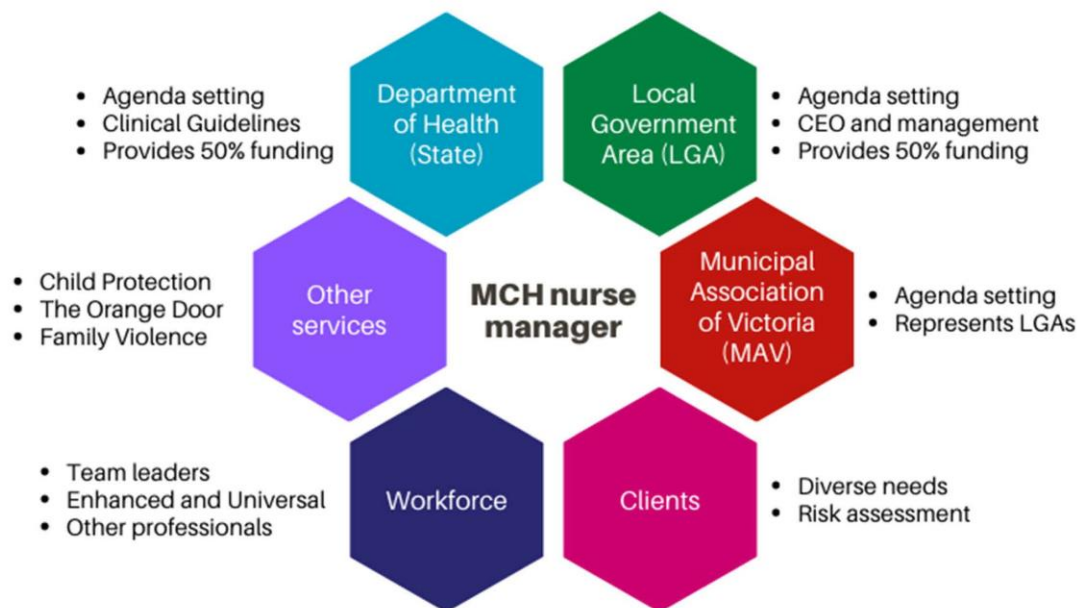 • Agenda setting
• Clinical Guidelines
• Provides 50% funding
Department
of Health
(State)
Local
Government
Area (LGA)
• Agenda setting
• CEO and management
• Provides 50% funding
• Child Protection
• The Orange Door
• Family Violence
Other
services
MCH nurse
manager
Municipal
Association
of Victoria
(MAV)
• Agenda setting
• Represents LGAs
• Team leaders
• Enhanced and Universal
• Other professionals
Workforce
Clients
• Diverse needs
• Risk assessment